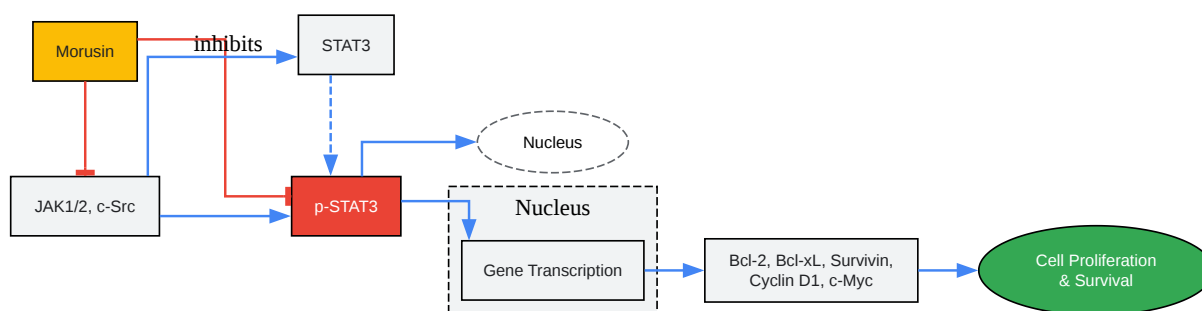 Morusin
inhibits
STAT3
Nucleus
JAK1/2, c-Src
p-STAT3
Nucleus
Gene Transcription
Bcl-2, Bcl-xL, Survivin,
Cyclin D1, c-Myc
Cell Proliferation
& Survival